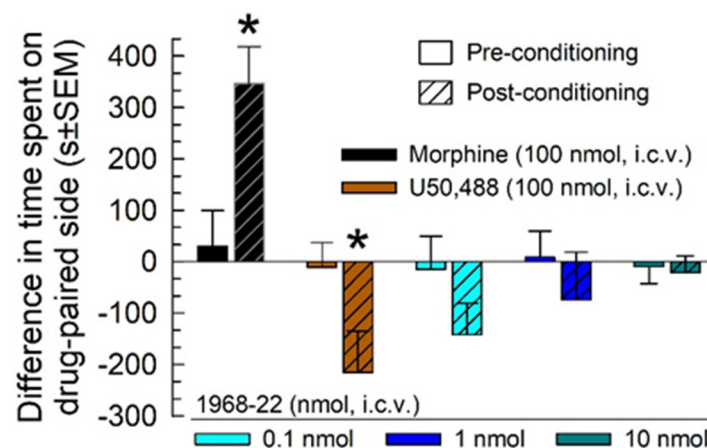 Difference in time spent on
drug-paired side (s±SEM)
400
300
200
100
0
-100
-200
-300
*
*
Pre-conditioning
Post-conditioning
Morphine (100 nmol, i.c.v.)
U50,488 (100 nmol, i.c.v.)
1968-22 (nmol, i.c.v.)
0.1 nmol
1 nmol
10 nmol